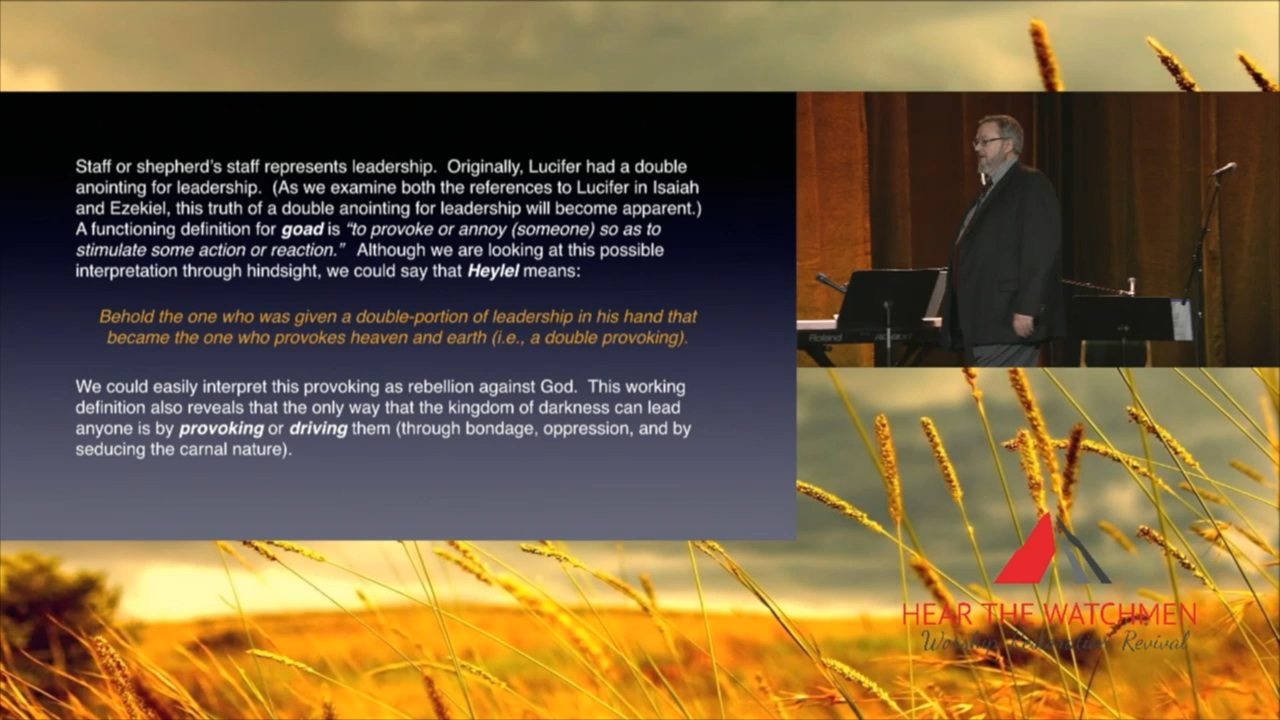 Staff or shepherd's staff represents leadership.  Originally, Lucifer had a double
anointing for leadership.  (As we examine both the references to Lucifer in Isaiah
and Ezekiel, this truth of a double anointing for leadership will become apparent.)
A functioning definition for goad is “to provoke or annoy (someone) so as to
stimulate some action or reaction.”  Although we are looking at this possible
interpretation through hindsight, we could say that Heylel means:
Behold the one who was given a double-portion of leadership in his hand that
became the one who provokes heaven and earth (i.e., a double provoking).
We could easily interpret this provoking as rebellion against God.  This working
definition also reveals that the only way that the kingdom of darkness can lead
anyone is by provoking or driving them (through bondage, oppression, and by
seducing the carnal nature).
Roland
HEAR THE WATCHMEN
Worship Restoration Revival